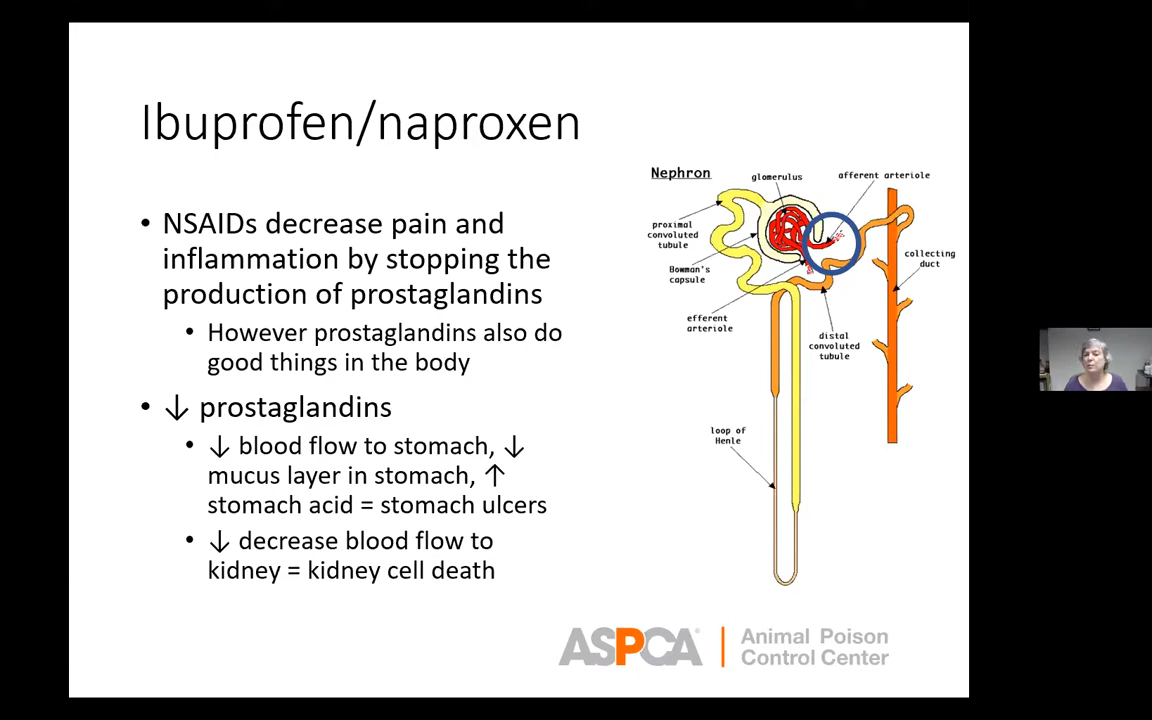 Ibuprofen/naproxen
• NSAIDs decrease pain and
inflammation by stopping the
production of prostaglandins
• However prostaglandins also do
good things in the body
• ↓ prostaglandins
• ↓ blood flow to stomach, ↓
mucus layer in stomach, ↑
stomach acid = stomach ulcers
• ↓ decrease blood flow to
kidney = kidney cell death
Nephron
glomerulus
afferent arteriole
proximal
convoluted
tubule
Bowman's
capsule
efferent
arteriole
distal
convoluted
tubule
collecting
duct
loop of
Henle
ASPCA®
Animal Poison
Control Center